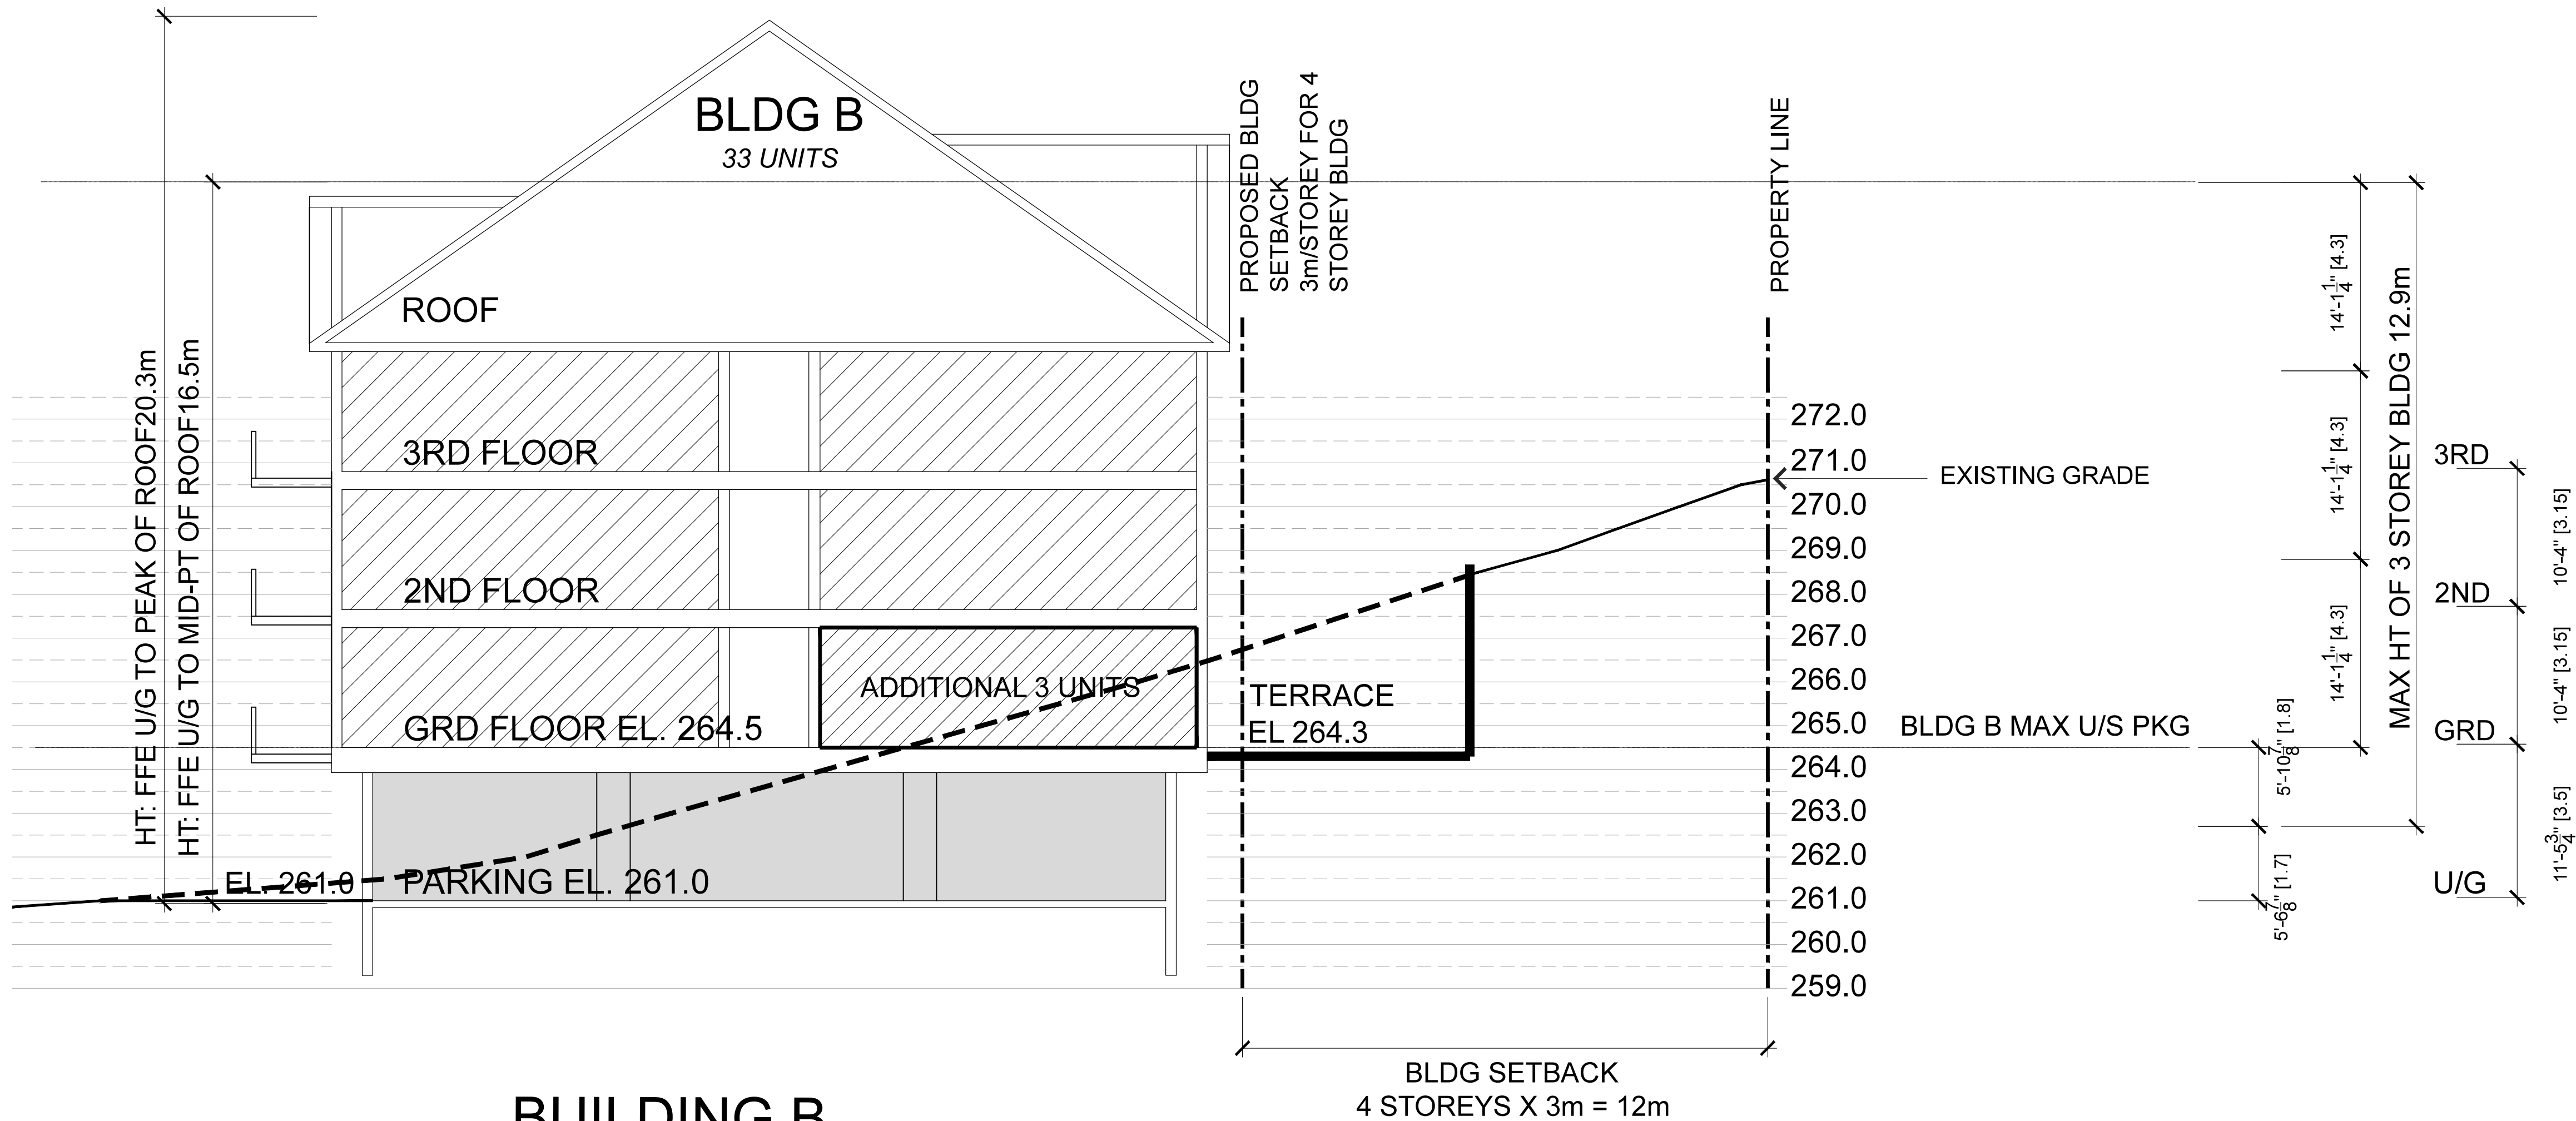 BLDG B
33 UNITS
ROOF
3RD FLOOR
2ND FLOOR
ADDITIONAL 3 UNITS
GRD FLOOR EL. 264.5
EL. 261.0
PARKING EL. 261.0
HT: FFE U/G TO PEAK OF ROOF20.3m
HT: FFE U/G TO MID-PT OF ROOF16.5m
PROPOSED BLDG
SETBACK
3m/STOREY FOR 4
STOREY BLDG
PROPERTY LINE
TERRACE
EL 264.3
272.0
271.0
270.0
269.0
268.0
267.0
266.0
265.0
264.0
263.0
262.0
261.0
260.0
259.0
EXISTING GRADE
BLDG B MAX U/S PKG
14'-1 1/4" [4.3]
14'-1 1/4" [4.3]
14'-1 1/4" [4.3]
5'-10 7/8" [1.8]
5'-6 7/8" [1.7]
MAX HT OF 3 STOREY BLDG 12.9m
3RD
2ND
GRD
U/G
10'-4" [3.15]
10'-4" [3.15]
11'-5 3/4" [3.5]
BLDG SETBACK
4 STOREYS X 3m = 12m
BUILDING B